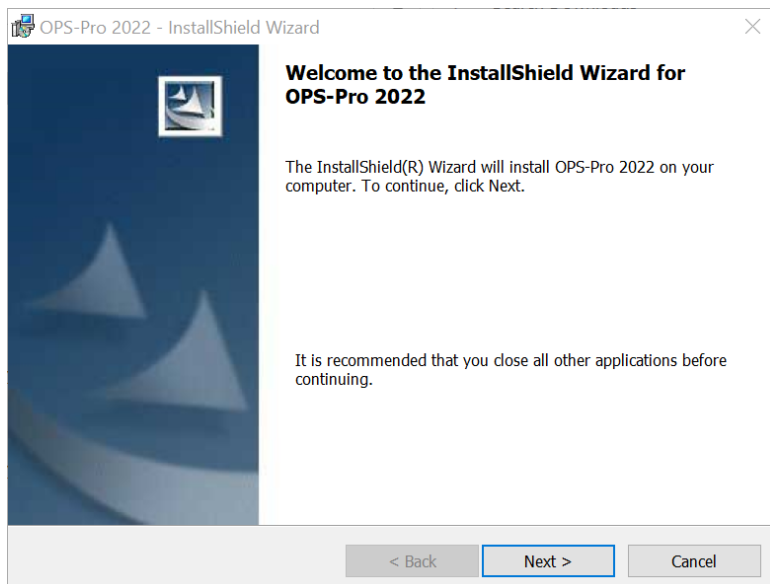 OPS-Pro 2022 - InstallShield Wizard
Welcome to the InstallShield Wizard for
OPS-Pro 2022
The InstallShield(R) Wizard will install OPS-Pro 2022 on your
computer. To continue, click Next.
It is recommended that you close all other applications before
continuing.
< Back
Next >
Cancel